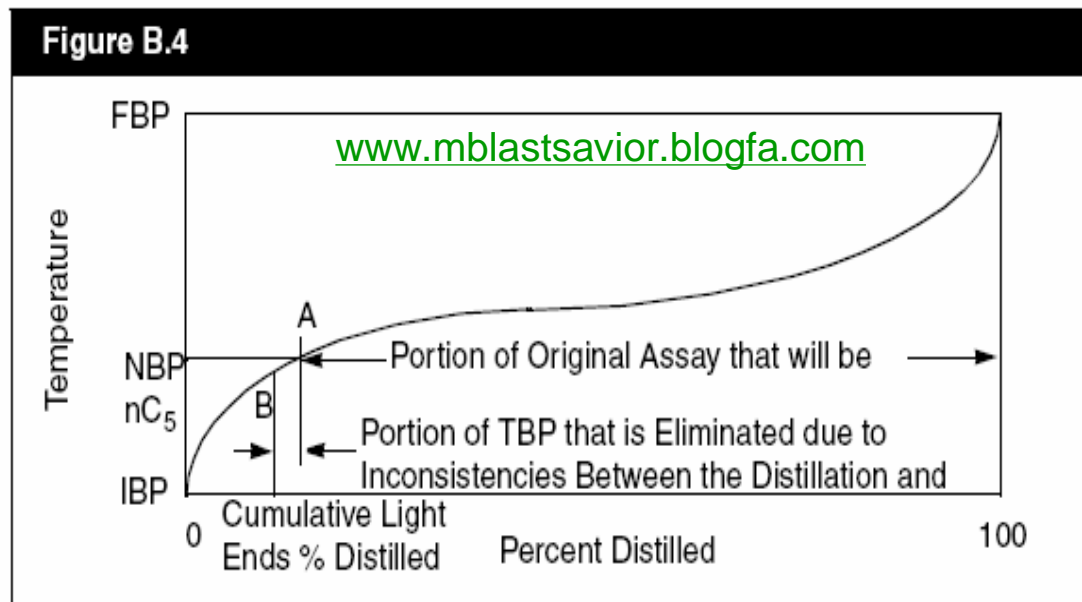 Figure B.4
FBP
www.mblastsavior.blogfa.com
Temperature
A
NBP
nC5
Portion of Original Assay that will be
B
Portion of TBP that is Eliminated due to
Inconsistencies Between the Distillation and
IBP
0
Cumulative Light
Ends % Distilled
Percent Distilled
100